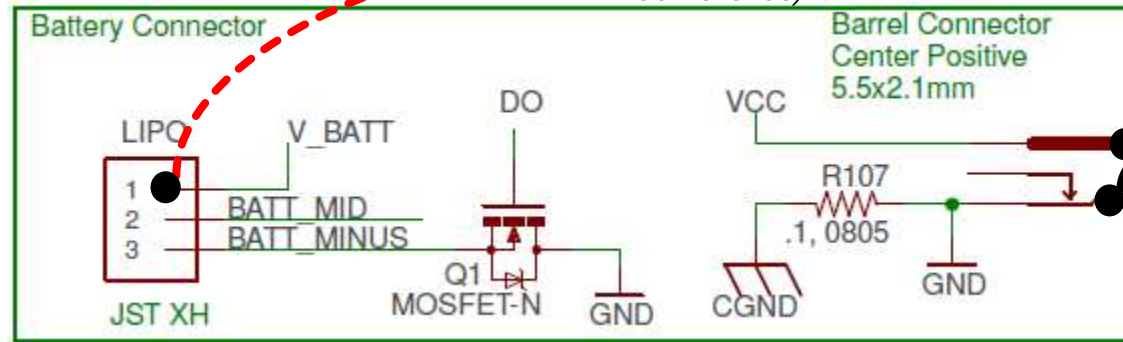 Battery Connector
Barrel Connector
Center Positive
5.5x2.1mm
DO
VCC
LIPO
V_BATT
1
R107
2
BATT_MID
3
BATT_MINUS
.1, 0805
Q1
MOSFET-N
GND
CGND
GND
JST XH